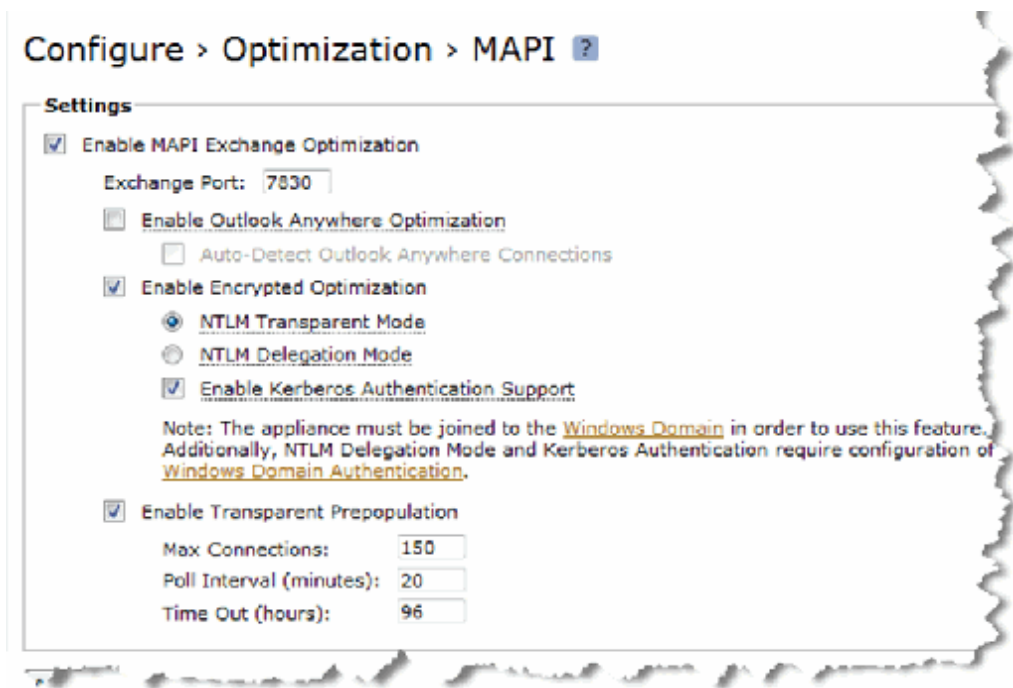 Configure › Optimization › MAPI ?
Settings
Enable MAPI Exchange Optimization
Exchange Port: 7830
Enable Outlook Anywhere Optimization
Auto-Detect Outlook Anywhere Connections
Enable Encrypted Optimization
NTLM Transparent Mode
NTLM Delegation Mode
Enable Kerberos Authentication Support
Note: The appliance must be joined to the Windows Domain in order to use this feature.
Additionally, NTLM Delegation Mode and Kerberos Authentication require configuration of
Windows Domain Authentication.
Enable Transparent Prepopulation
Max Connections: 150
Poll Interval (minutes): 20
Time Out (hours): 96